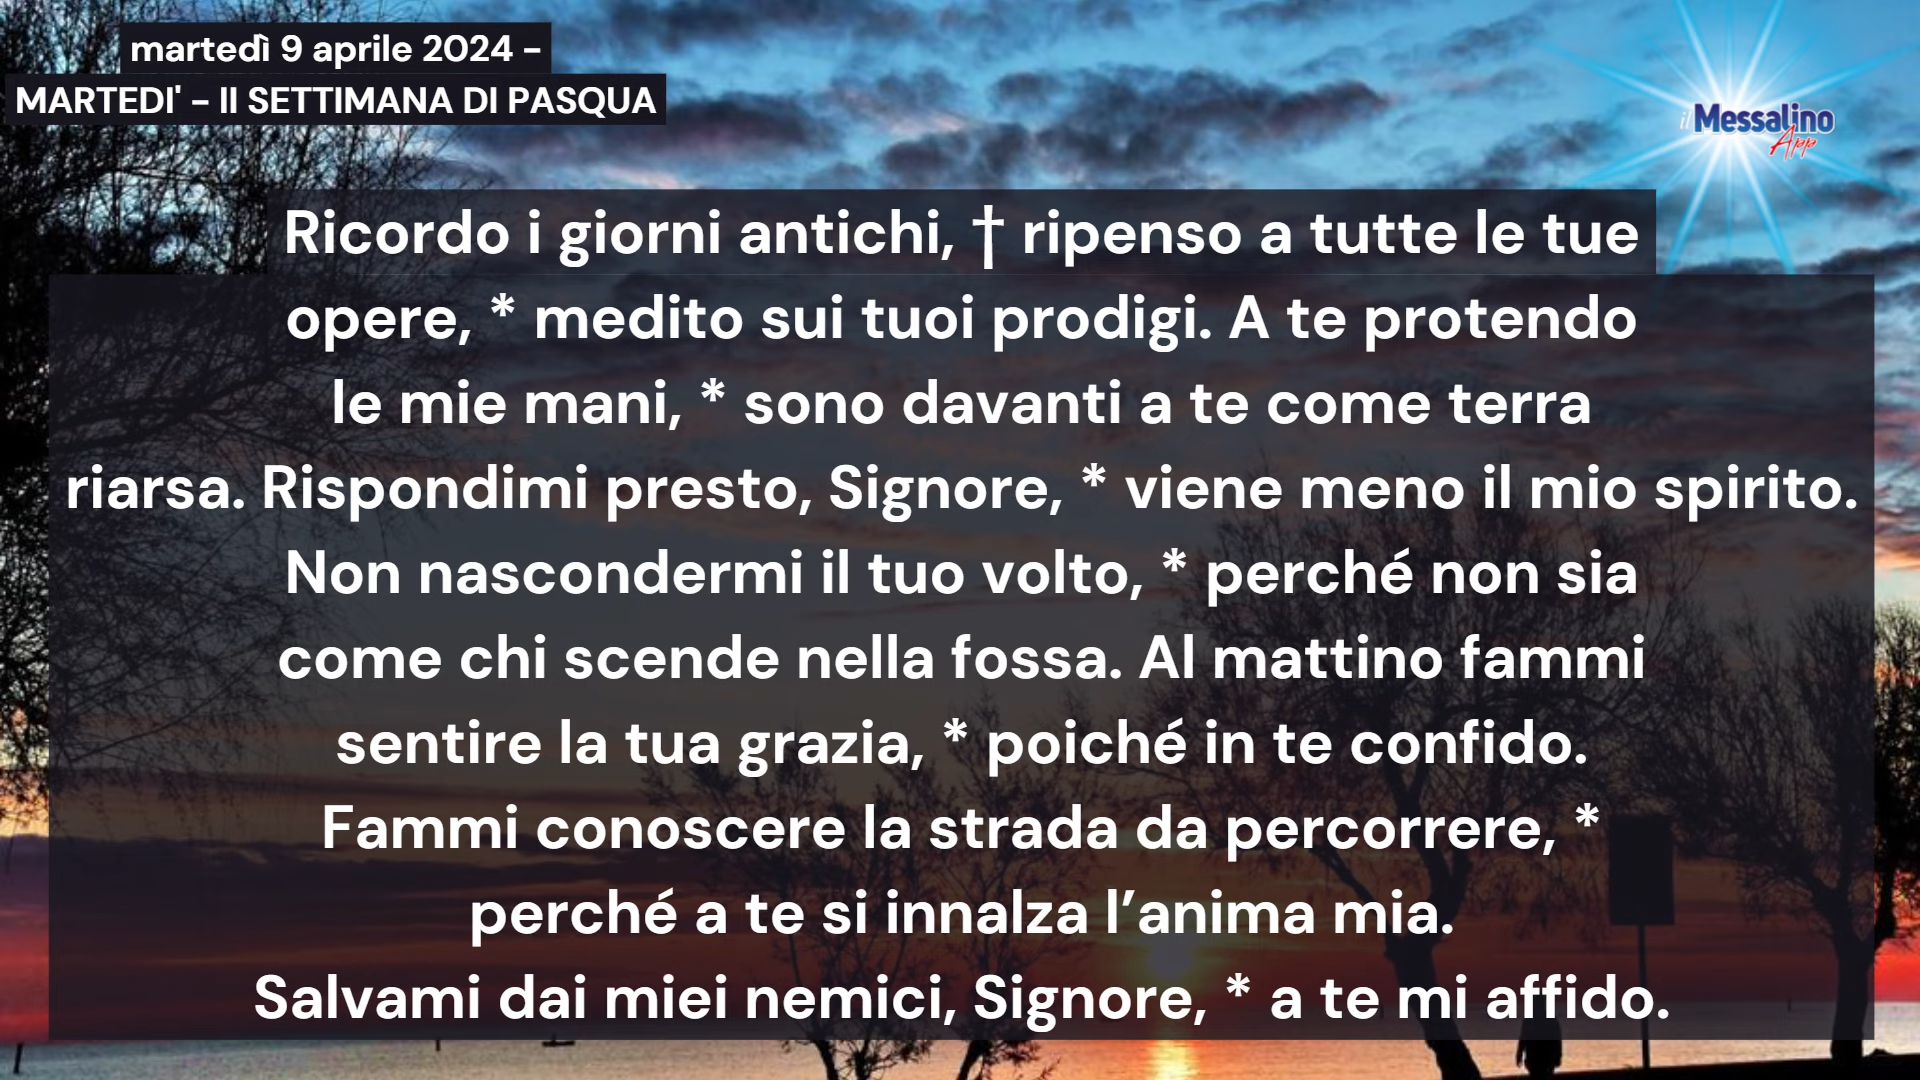 martedì 9 aprile 2024 -
MARTEDI' - II SETTIMANA DI PASQUA
il Messalino
App
Ricordo i giorni antichi, † ripenso a tutte le tue
opere, * medito sui tuoi prodigi. A te protendo
le mie mani, * sono davanti a te come terra
riarsa. Rispondimi presto, Signore, * viene meno il mio spirito.
Non nascondermi il tuo volto, * perché non sia
come chi scende nella fossa. Al mattino fammi
sentire la tua grazia, * poiché in te confido.
Fammi conoscere la strada da percorrere, *
perché a te si innalza l’anima mia.
Salvami dai miei nemici, Signore, * a te mi affido.